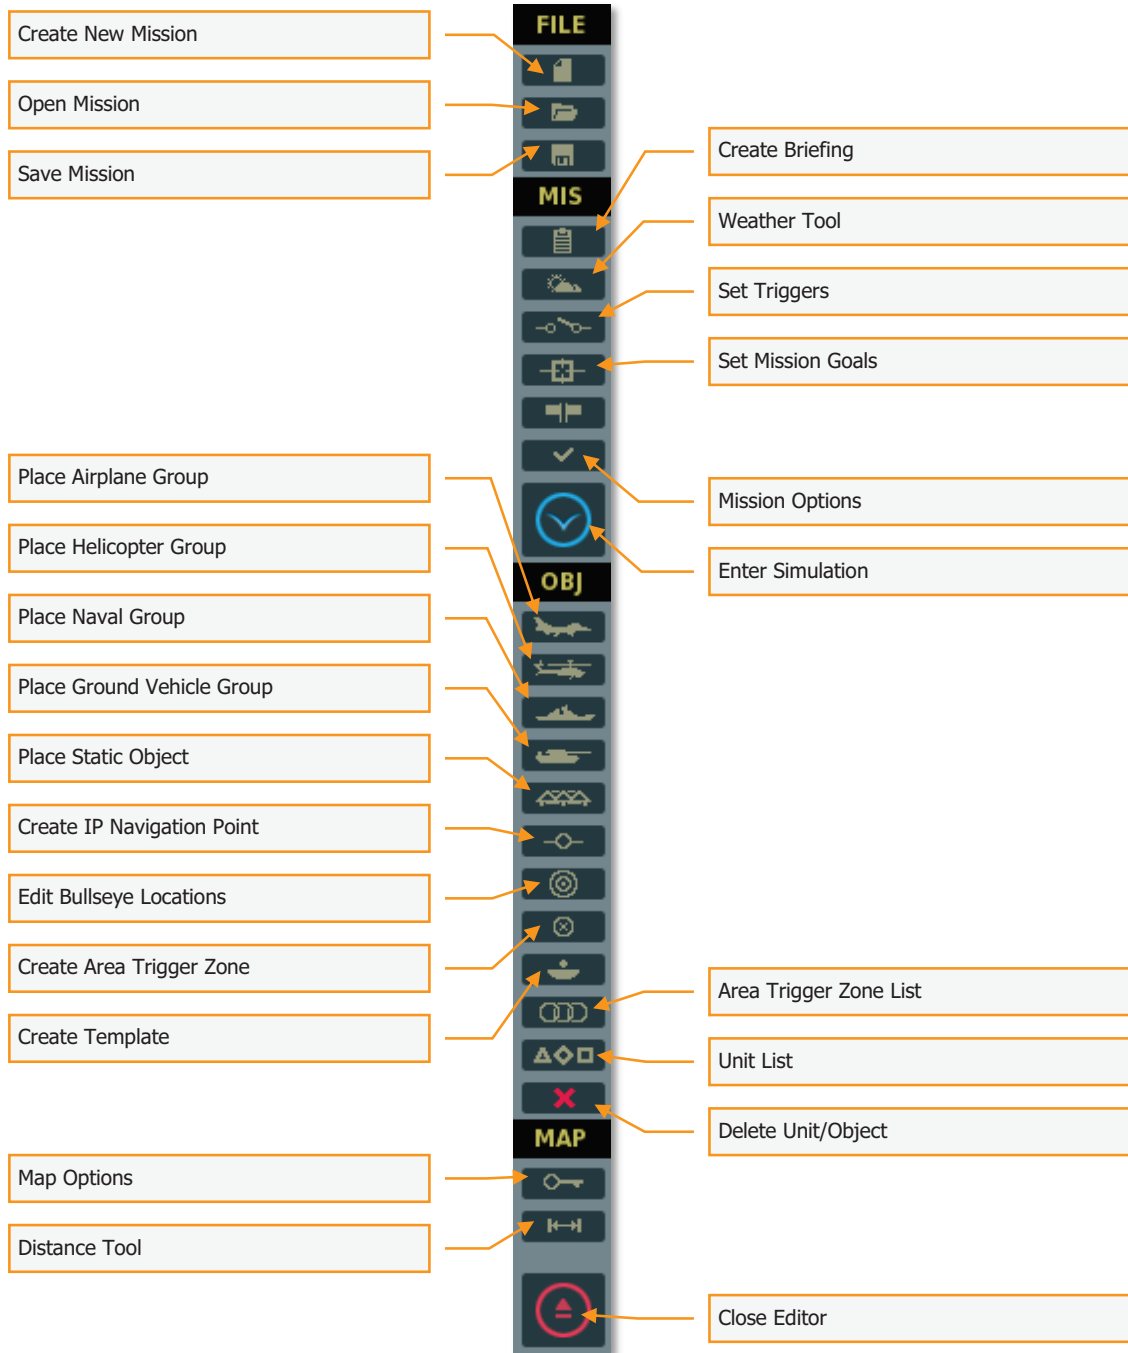 FILE
Create New Mission
Open Mission
Save Mission
Create Briefing
MIS
Weather Tool
Set Triggers
Set Mission Goals
Place Airplane Group
Mission Options
Place Helicopter Group
Enter Simulation
OBJ
Place Naval Group
Place Ground Vehicle Group
Place Static Object
Create IP Navigation Point
Edit Bullseye Locations
Create Area Trigger Zone
Area Trigger Zone List
Create Template
Unit List
Delete Unit/Object
MAP
Map Options
Distance Tool
Close Editor